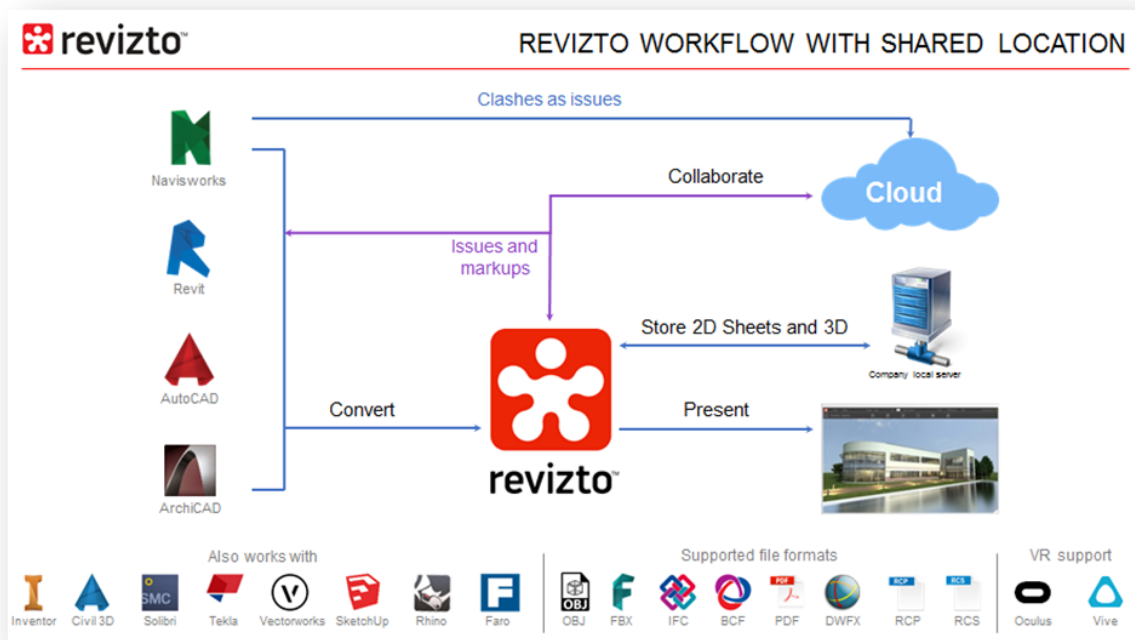 revizto™
REVIZTO WORKFLOW WITH SHARED LOCATION
Clashes as issues
Navisworks
Collaborate
Cloud
Issues and
markups
Revit
Store 2D Sheets and 3D
Company local server
AutoCAD
Convert
Present
revizto™
ArchiCAD
Also works with
Supported file formats
VR support
SMC
OBJ
PDF
RCP
RCS
Inventor
Civil 3D
Solibri
Tekla
Vectorworks
SketchUp
Rhino
Faro
OBJ
FBX
IFC
BCF
PDF
DWFX
RCP
RCS
Oculus
Vive